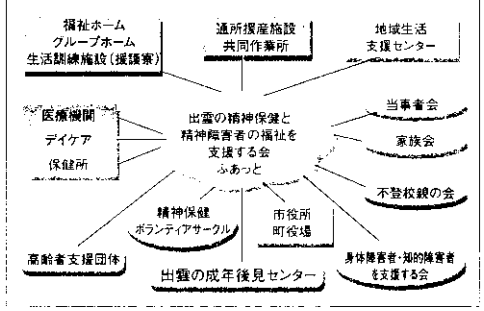 福祉ホーム
グループホーム
生活訓練施設(援護寮)
通所授産施設
共同作業所
地域生活
支援センター
医療機関
デイケア
保健所
出雲の精神保健と
精神障害者の福祉を
支援する会
ふあっと
当事者会
家族会
不登校親の会
精神保健
ボランティアサークル
市役所
町役場
高齢者支援団体
出雲の成年後見センター
身体障害者・知的障害者
を支援する会